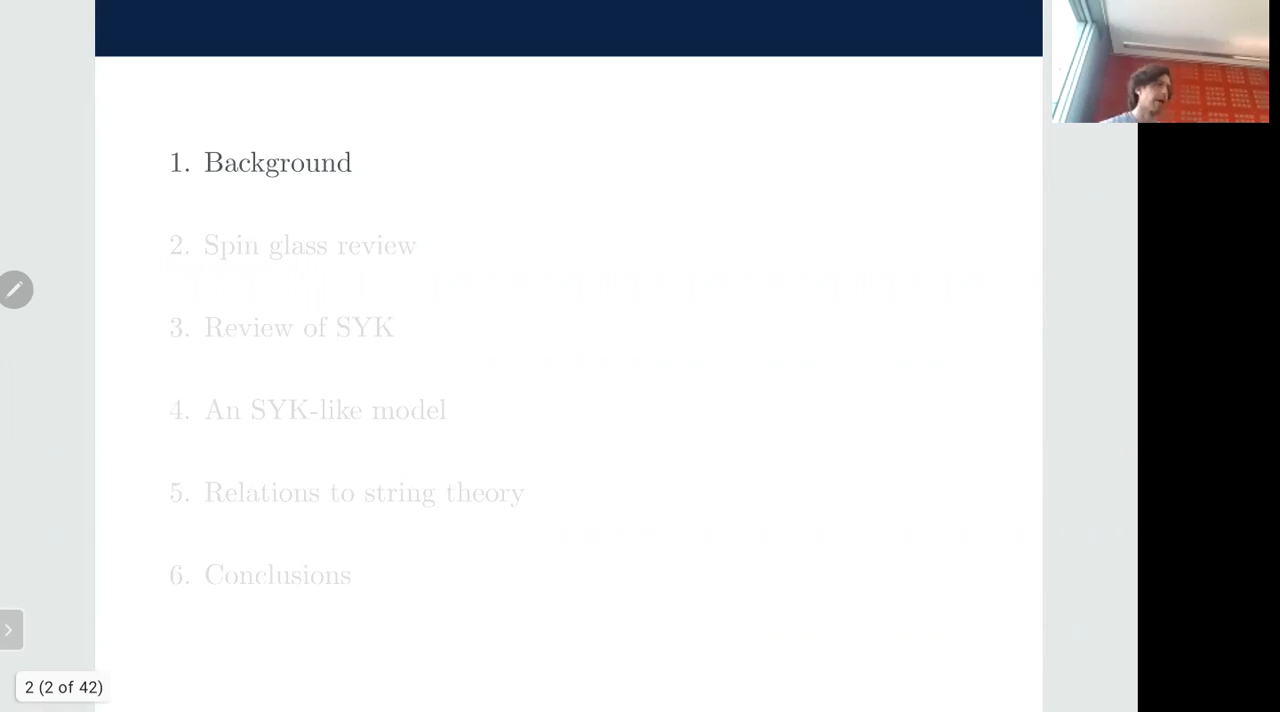 1. Background
2. Spin glass review
3. Review of SYK
4. An SYK-like model
5. Relations to string theory
6. Conclusions
2 (2 of 42)